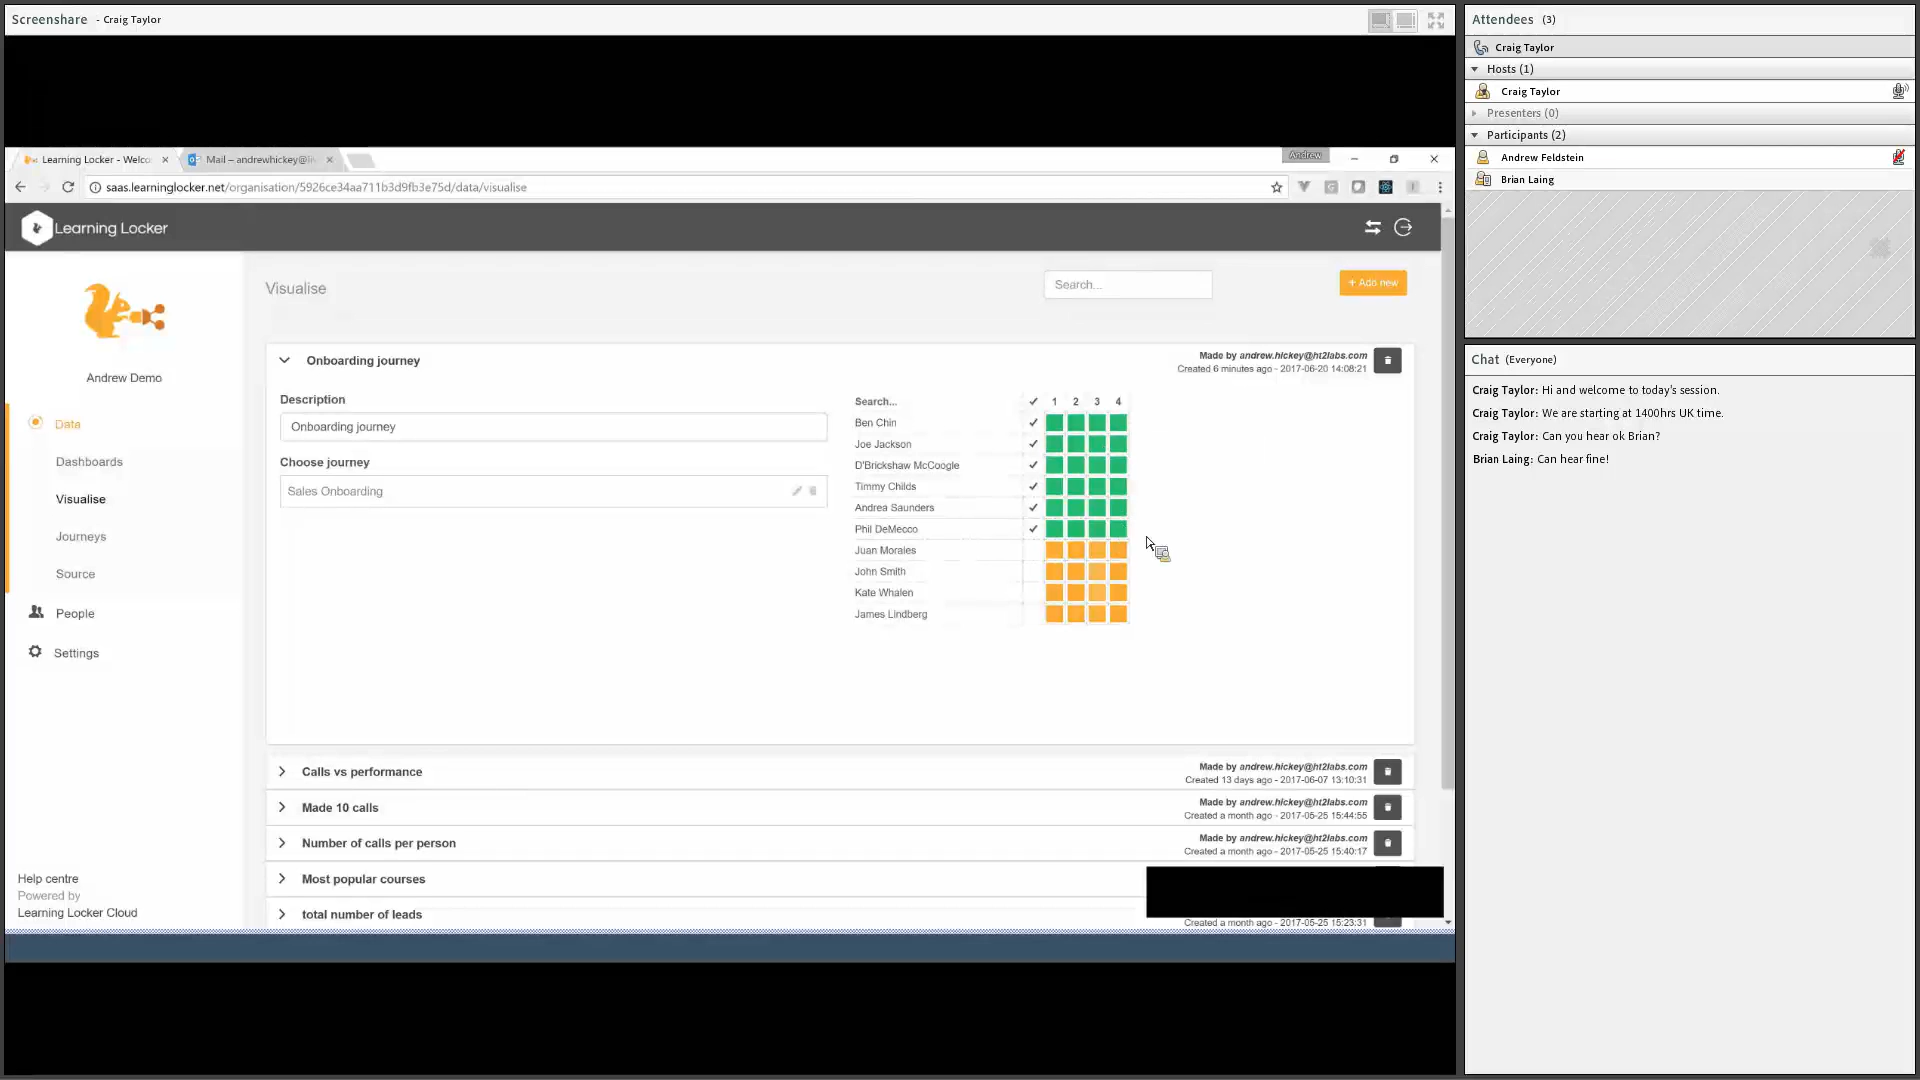 Screenshare - Craig Taylor
Learning Locker - Welco
Mail – andrewhickey@li
Andrew
saas.learninglocker.net/organisation/5926ce34aa711b3d9fb3e75d/data/visualise
Learning Locker
Andrew Demo
Data
Dashboards
Visualise
Journeys
Source
People
Settings
Help centre
Powered by
Learning Locker Cloud
Visualise
Search...
+ Add new
Onboarding journey
Made by andrew.hickey@ht2labs.com
Created 6 minutes ago - 2017-06-20 14:08:21
Description
Onboarding journey
Choose journey
Sales Onboarding
Search... ✓ 1 2 3 4
Ben Chin ✓
Joe Jackson ✓
D'Brickshaw McCoogle ✓
Timmy Childs ✓
Andrea Saunders ✓
Phil DeMecco ✓
Juan Morales
John Smith
Kate Whalen
James Lindberg
Calls vs performance
Made by andrew.hickey@ht2labs.com
Created 13 days ago - 2017-06-07 13:10:31
Made 10 calls
Made by andrew.hickey@ht2labs.com
Created a month ago - 2017-05-25 15:44:55
Number of calls per person
Made by andrew.hickey@ht2labs.com
Created a month ago - 2017-05-25 15:40:17
Most popular courses
total number of leads
Created a month ago - 2017-05-25 15:23:31
Attendees (3)
Craig Taylor
Hosts (1)
Craig Taylor
Presenters (0)
Participants (2)
Andrew Feldstein
Brian Laing
Chat (Everyone)
Craig Taylor: Hi and welcome to today's session.
Craig Taylor: We are starting at 1400hrs UK time.
Craig Taylor: Can you hear ok Brian?
Brian Laing: Can hear fine!